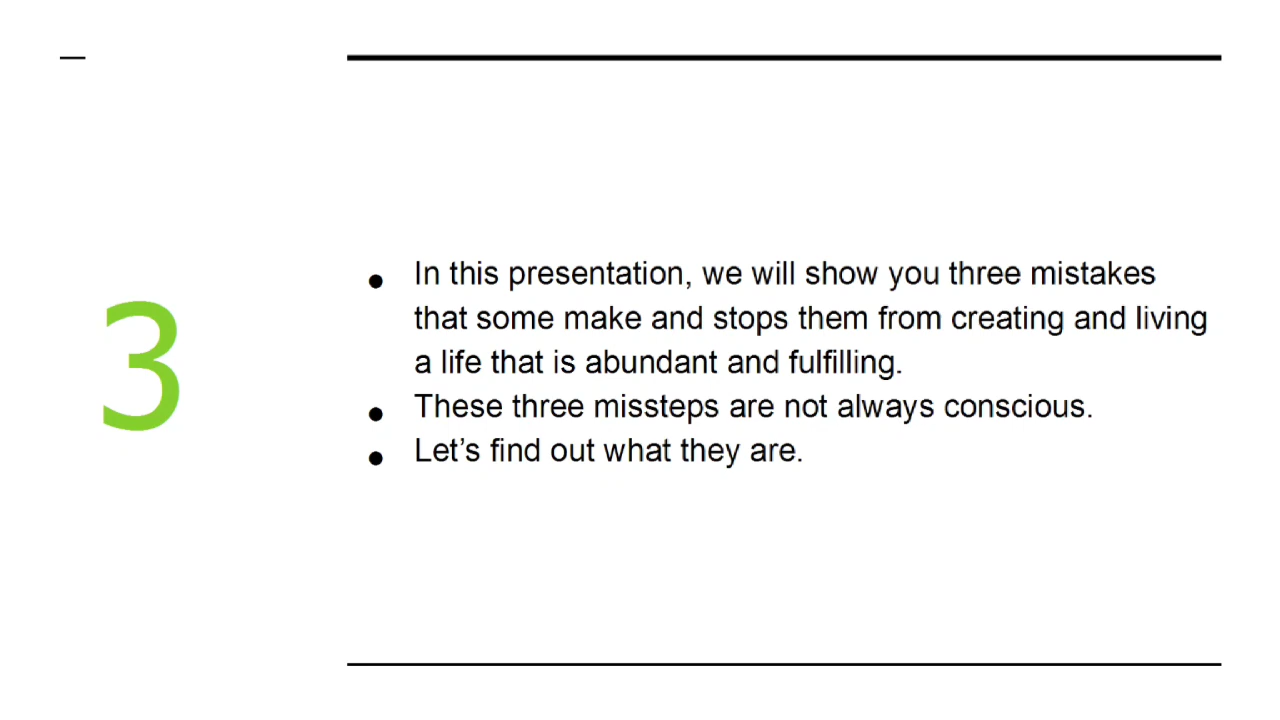 3
● In this presentation, we will show you three mistakes
that some make and stops them from creating and living
a life that is abundant and fulfilling.
● These three missteps are not always conscious.
● Let’s find out what they are.